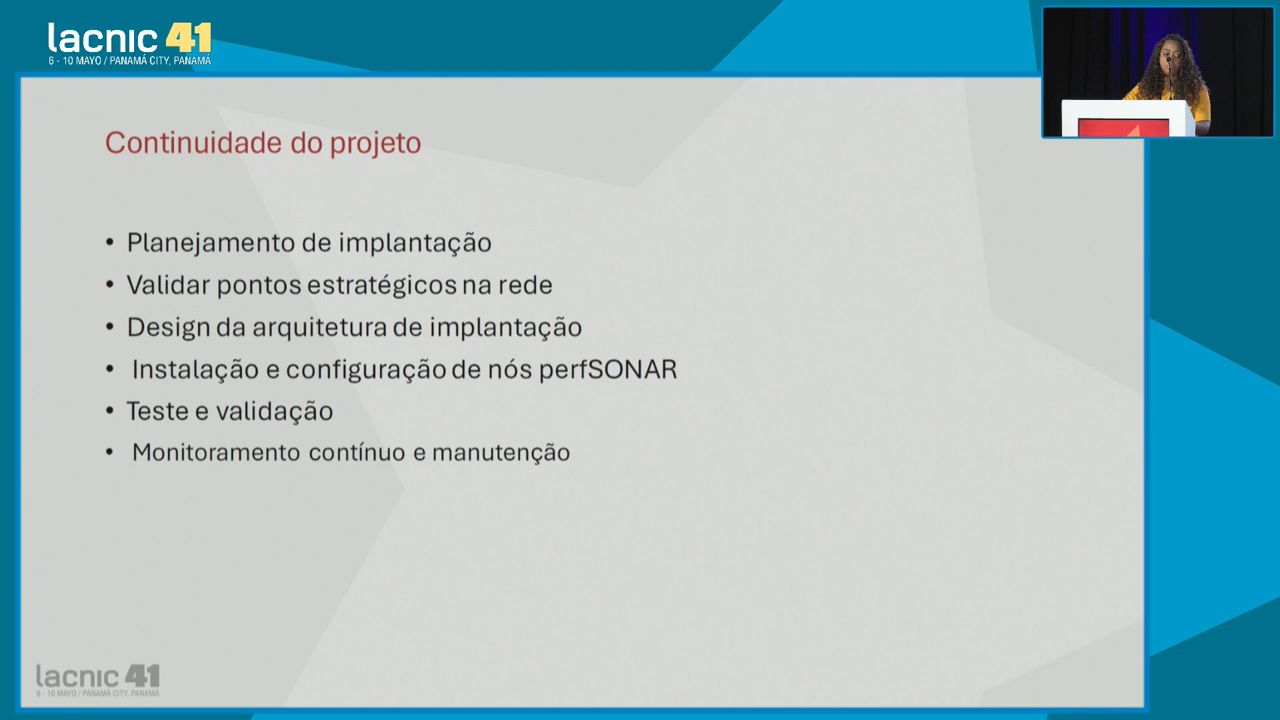 lacnic 41
6 - 10 MAYO / PANAMÁ CITY, PANAMÁ
Continuidade do projeto
• Planejamento de implantação
• Validar pontos estratégicos na rede
• Design da arquitetura de implantação
• Instalação e configuração de nós perfSONAR
• Teste e validação
• Monitoramento contínuo e manutenção
lacnic 41
6 - 10 MAYO / PANAMÁ CITY, PANAMÁ